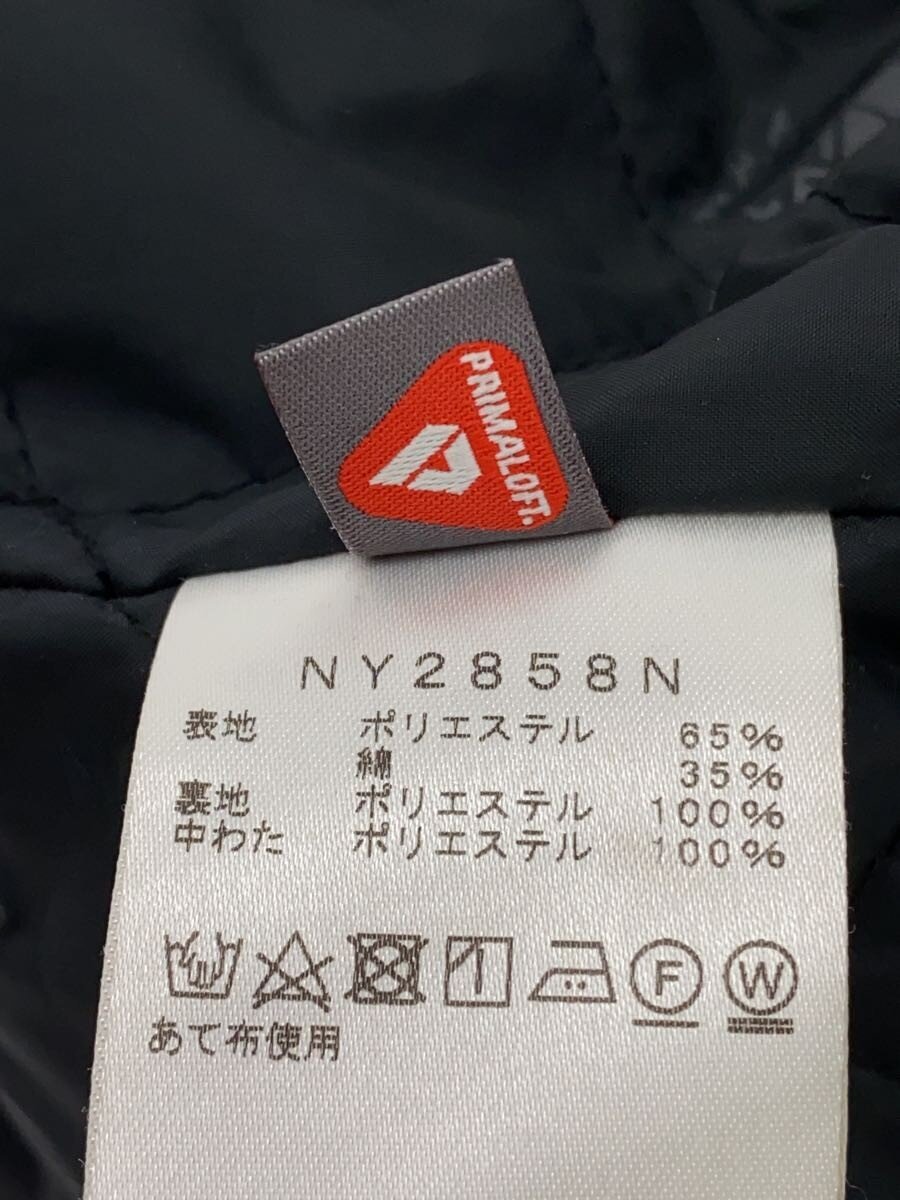 PRIMALOFT.
NY2858N
表地 ポリエステル 65%
綿 35%
裏地 ポリエステル 100%
中わた ポリエステル 100%
F W
あて布使用